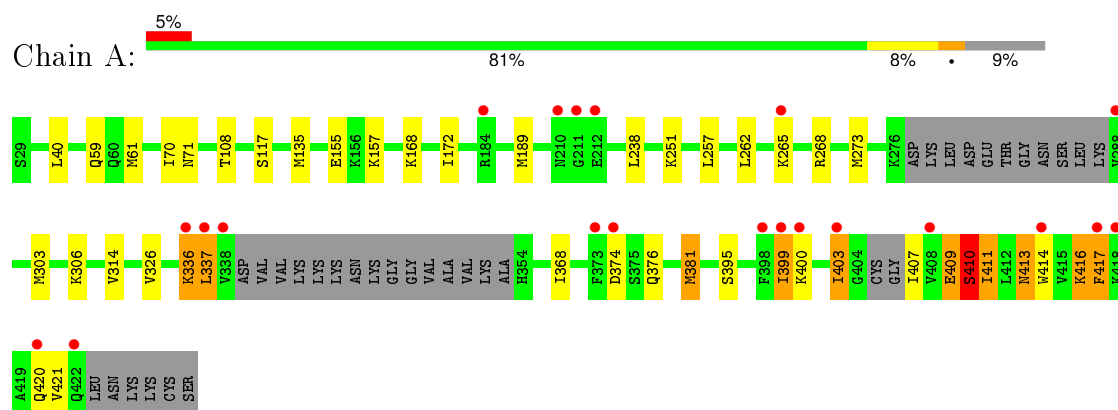 5%
Chain A:
81% 8% • 9%
S29 L40 Q59 Q60 M61 I70 N71 T108 S117 M135 E155 K156 K157 K168 I172 R184 M189 N210 G211 E212 L238 K251 L257 L262 K265 R268 M273 K276 ASP LYS LEU ASP GLU THR GLY ASN SER LEU LYS V288
M303 K306 V314 V326 K336 L337 V338 ASP VAL VAL LYS LYS LYS ASN LYS GLY GLY VAL ALA VAL LYS ALA H354 I368 F373 D374 S375 Q376 M381 S395 F398 I399 K400 I403 G404 CYS GLY I407 V408 E409 S410 I411 L412 N413 W414 V415 K416 F417 K418
A419 Q420 V421 Q422 LEU ASN LYS LYS CYS SER